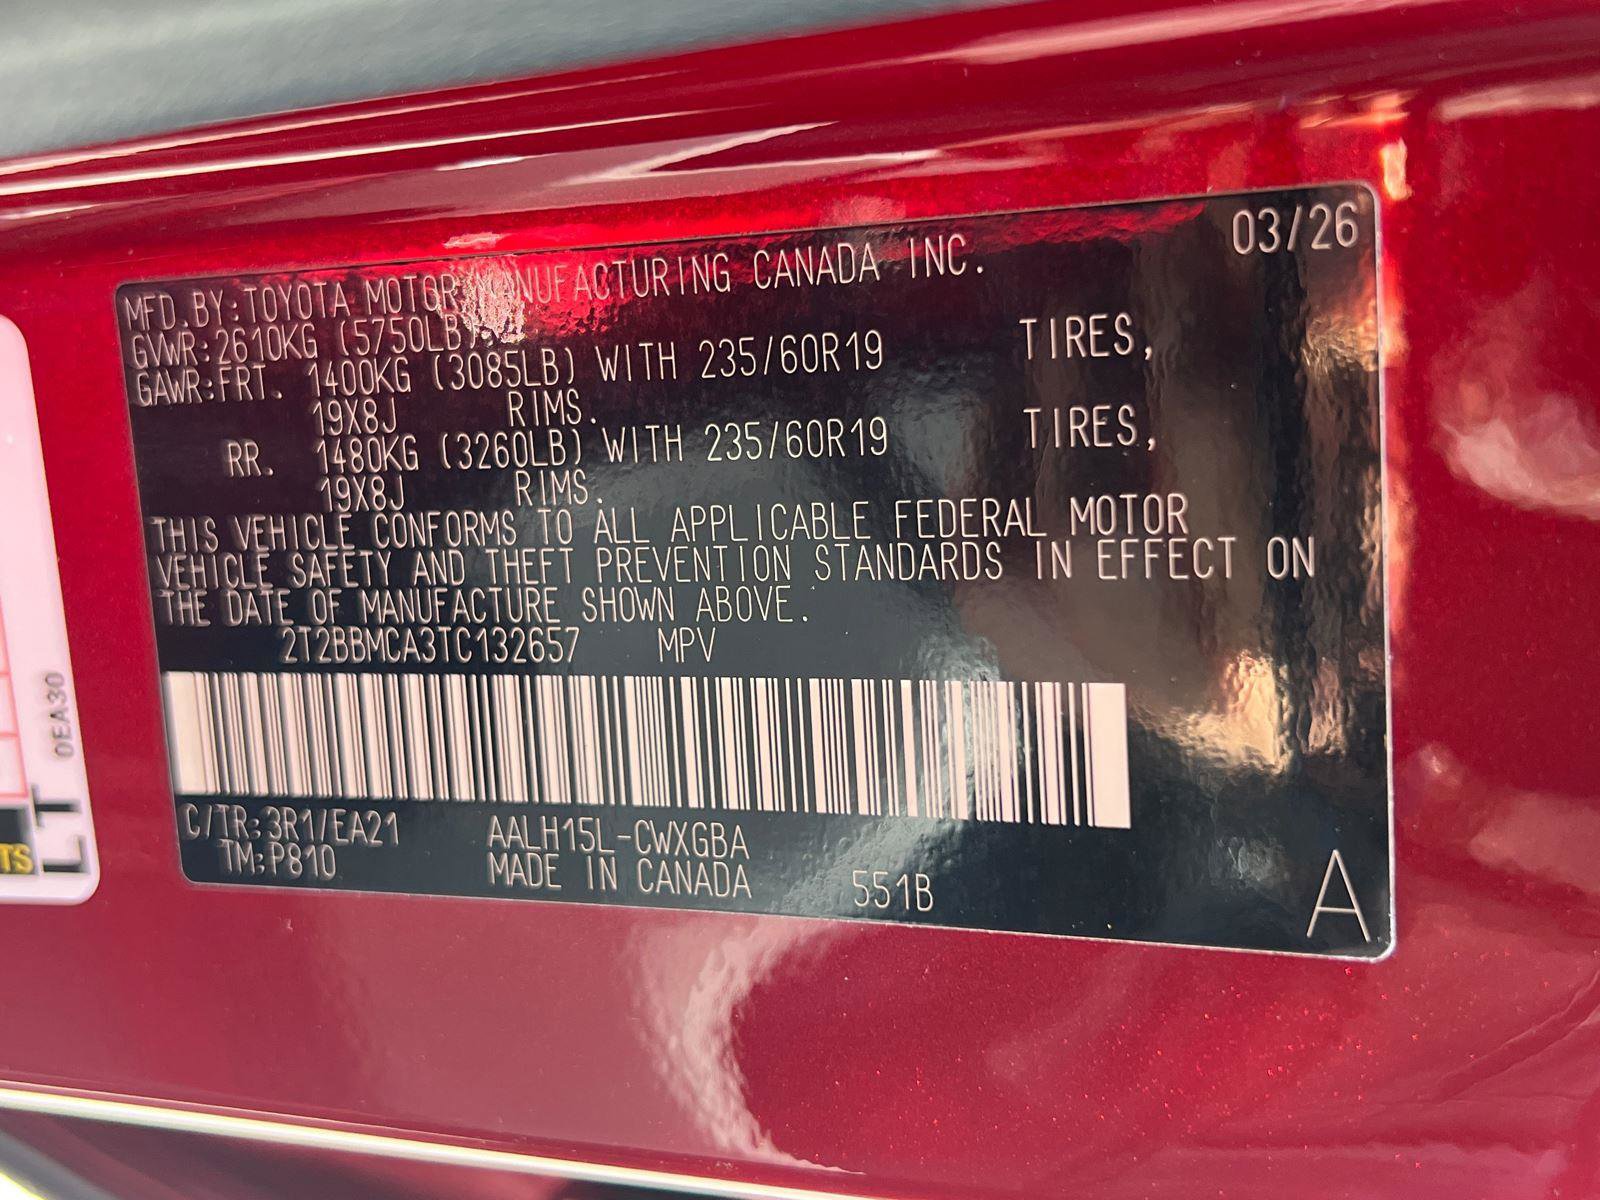 03/26
MFD.BY:TOYOTA MOTOR MANUFACTURING CANADA INC.
GVWR:2610KG (5750LB)
GAWR:FRT. 1400KG (3085LB) WITH 235/60R19 TIRES,
19X8J RIMS.
RR. 1480KG (3260LB) WITH 235/60R19 TIRES,
19X8J RIMS.
THIS VEHICLE CONFORMS TO ALL APPLICABLE FEDERAL MOTOR
VEHICLE SAFETY AND THEFT PREVENTION STANDARDS IN EFFECT ON
THE DATE OF MANUFACTURE SHOWN ABOVE.
2T2BBMCA3TC132657 MPV
C/TR:3R1/EA21 AALH15L-CWXGBA
TM:P810 MADE IN CANADA 551B
A
0EA30
LT
TS